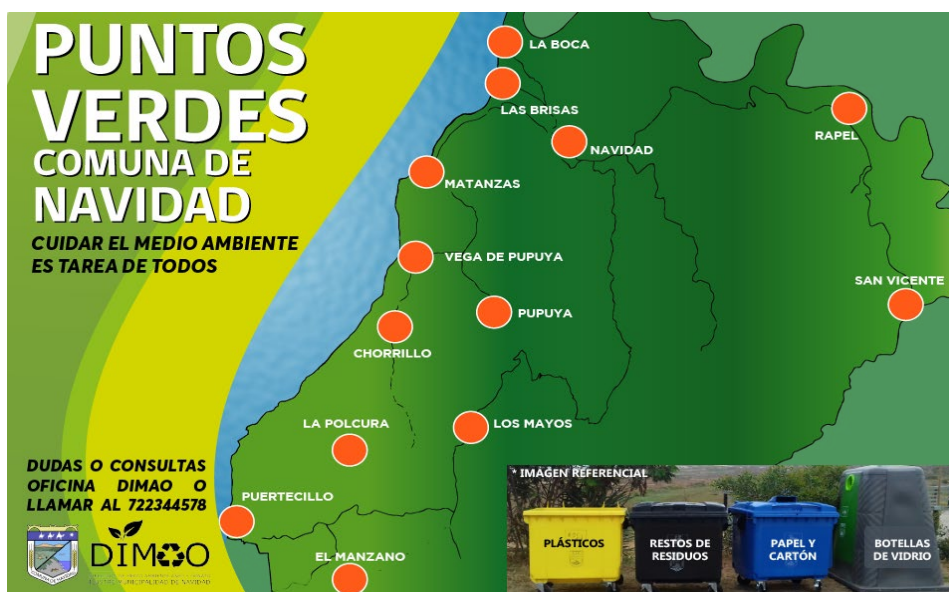 PUNTOS
VERDES
COMUNA DE
NAVIDAD
CUIDAR EL MEDIO AMBIENTE
ES TAREA DE TODOS
LA BOCA
LAS BRISAS
NAVIDAD
RAPEL
MATANZAS
VEGA DE PUPUYA
SAN VICENTE
PUPUYA
CHORRILLO
LA POLCURA
LOS MAYOS
PUERTECILLO
EL MANZANO
DUDAS O CONSULTAS
OFICINA DIMAO O
LLAMAR AL 722344578
DIMAO
* IMAGEN REFERENCIAL
PLÁSTICOS
RESTOS DE
RESIDUOS
PAPEL Y
CARTÓN
BOTELLAS
DE VIDRIO